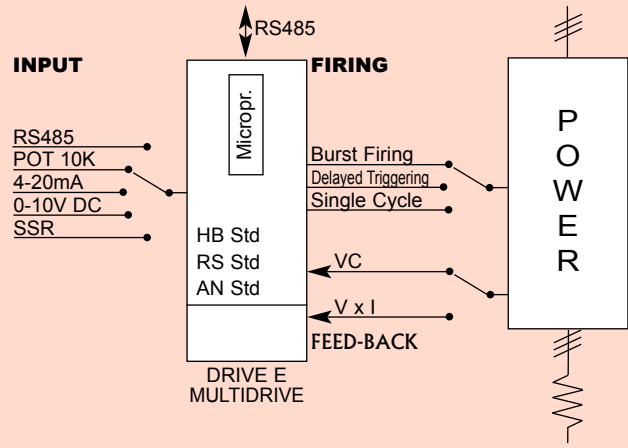 RS485
INPUT
FIRING
Micropr.
RS485
POT 10K
4-20mA
0-10V DC
SSR
Burst Firing
Delayed Triggering
Single Cycle
HB Std
RS Std
AN Std
VC
V x I
FEED-BACK
DRIVE E
MULTIDRIVE
POWER